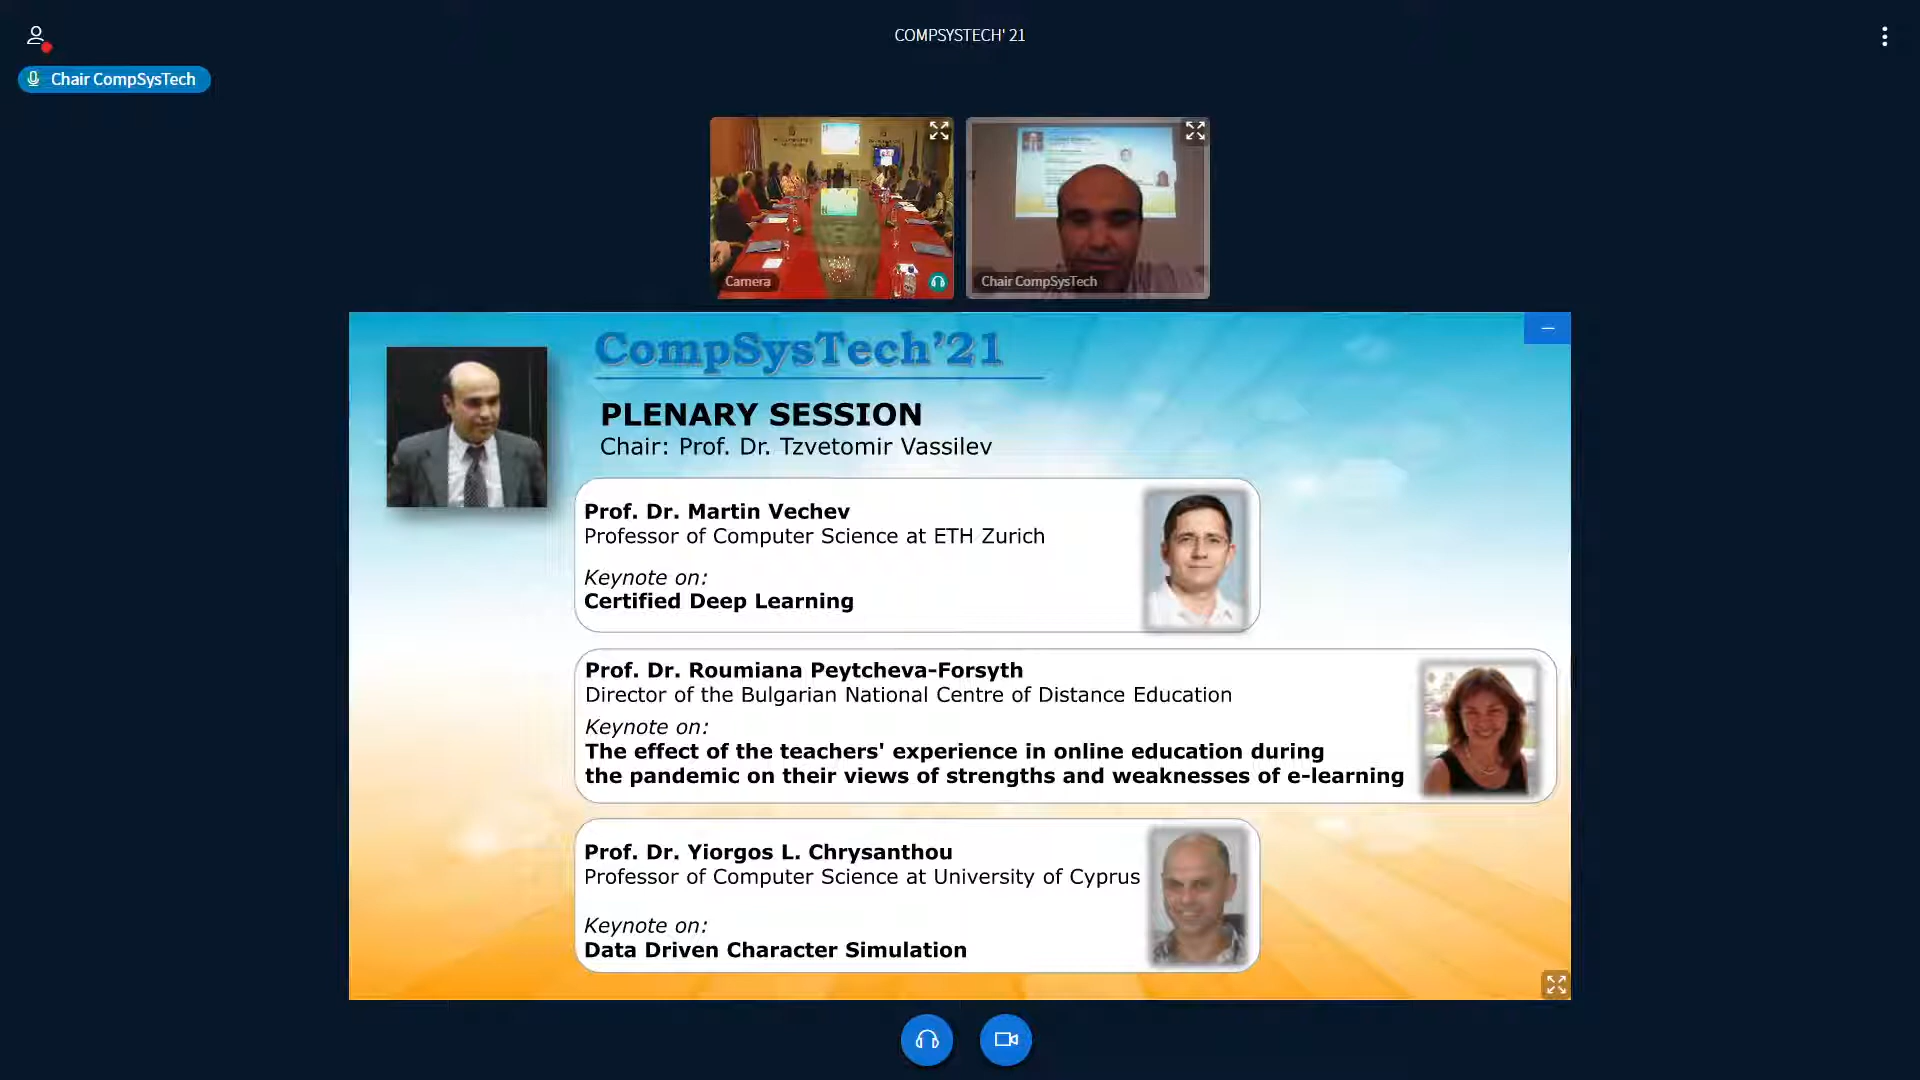 COMPSYSTECH' 21
Chair CompSysTech
Camera
Chair CompSysTech
CompSysTech’21
PLENARY SESSION
Chair: Prof. Dr. Tzvetomir Vassilev
Prof. Dr. Martin Vechev
Professor of Computer Science at ETH Zurich
Keynote on:
Certified Deep Learning
Prof. Dr. Roumiana Peytcheva-Forsyth
Director of the Bulgarian National Centre of Distance Education
Keynote on:
The effect of the teachers' experience in online education during
the pandemic on their views of strengths and weaknesses of e-learning
Prof. Dr. Yiorgos L. Chrysanthou
Professor of Computer Science at University of Cyprus
Keynote on:
Data Driven Character Simulation